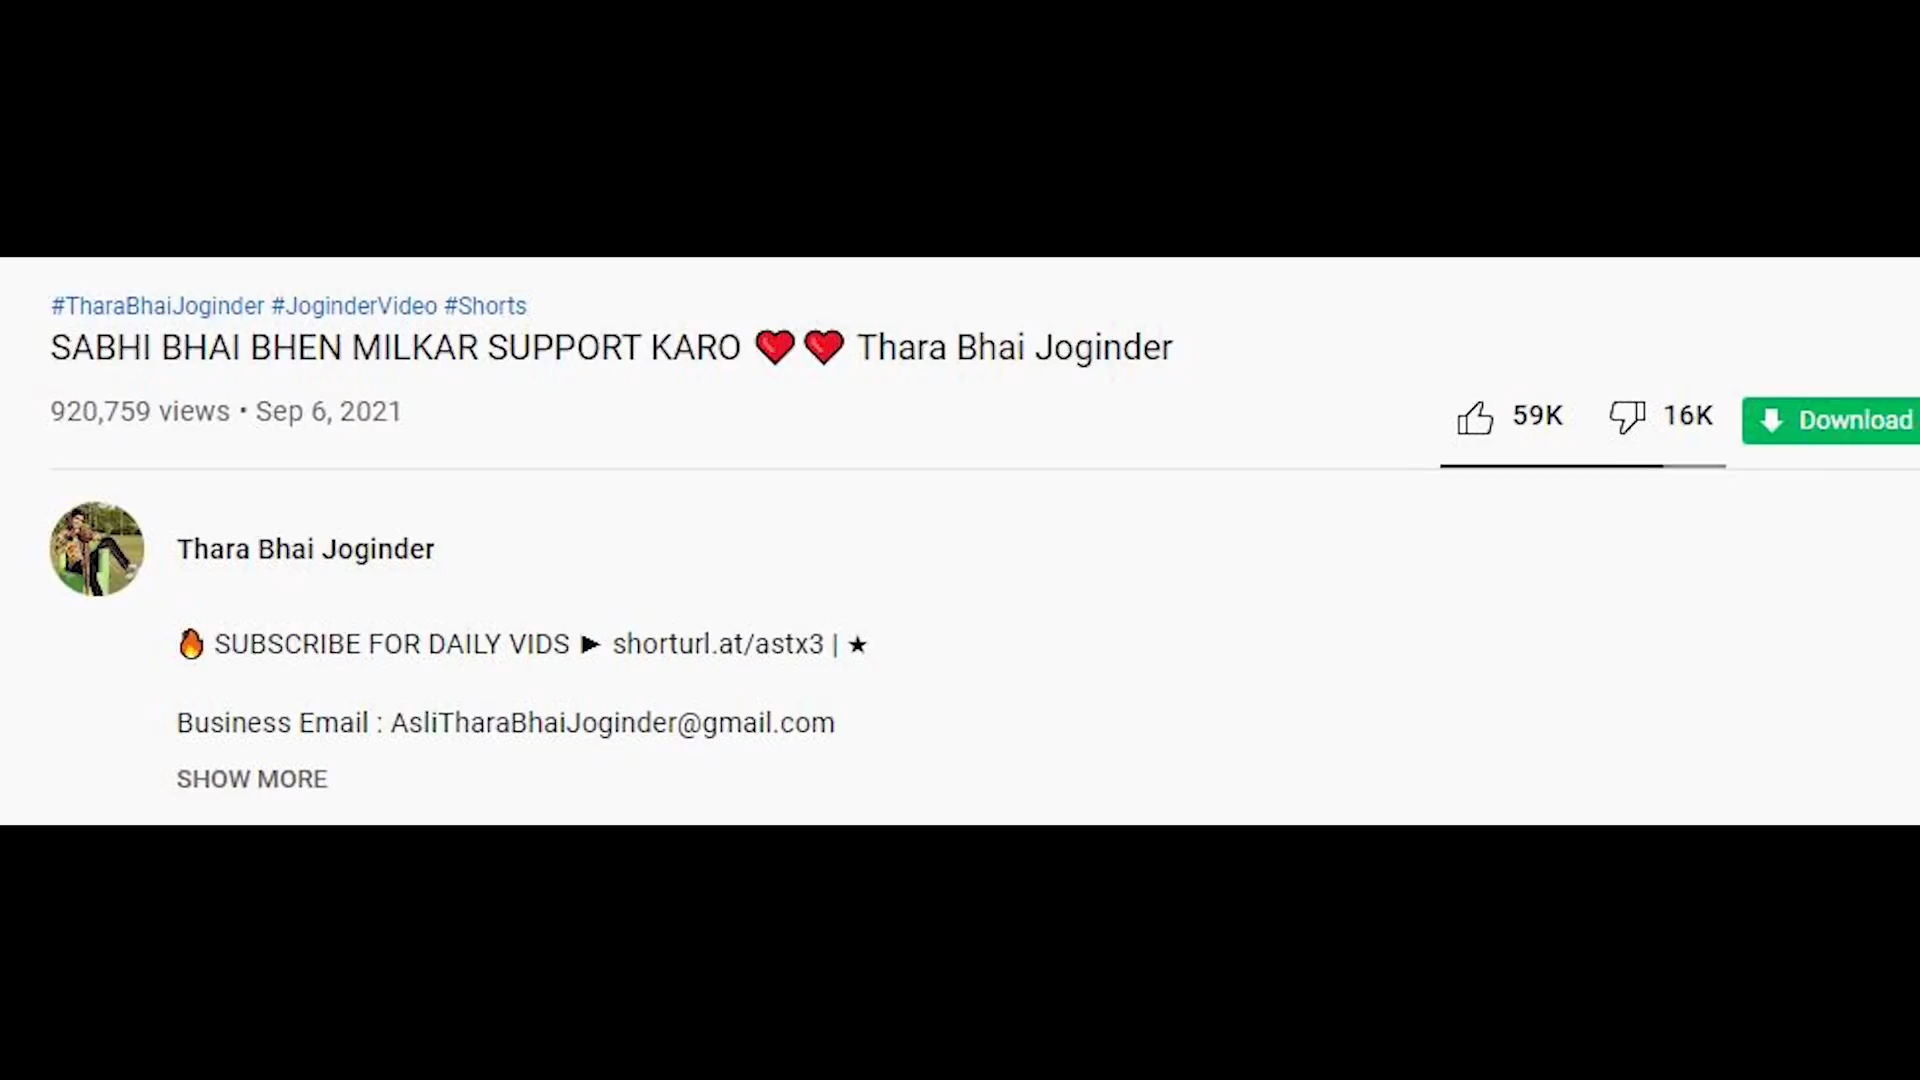 #TharaBhaiJoginder #JoginderVideo #Shorts
SABHI BHAI BHEN MILKAR SUPPORT KARO ❤️❤️ Thara Bhai Joginder
920,759 views • Sep 6, 2021
59K 16K Download
Thara Bhai Joginder
🔥 SUBSCRIBE FOR DAILY VIDS ► shorturl.at/astx3 | ★
Business Email : AsliTharaBhaiJoginder@gmail.com
SHOW MORE